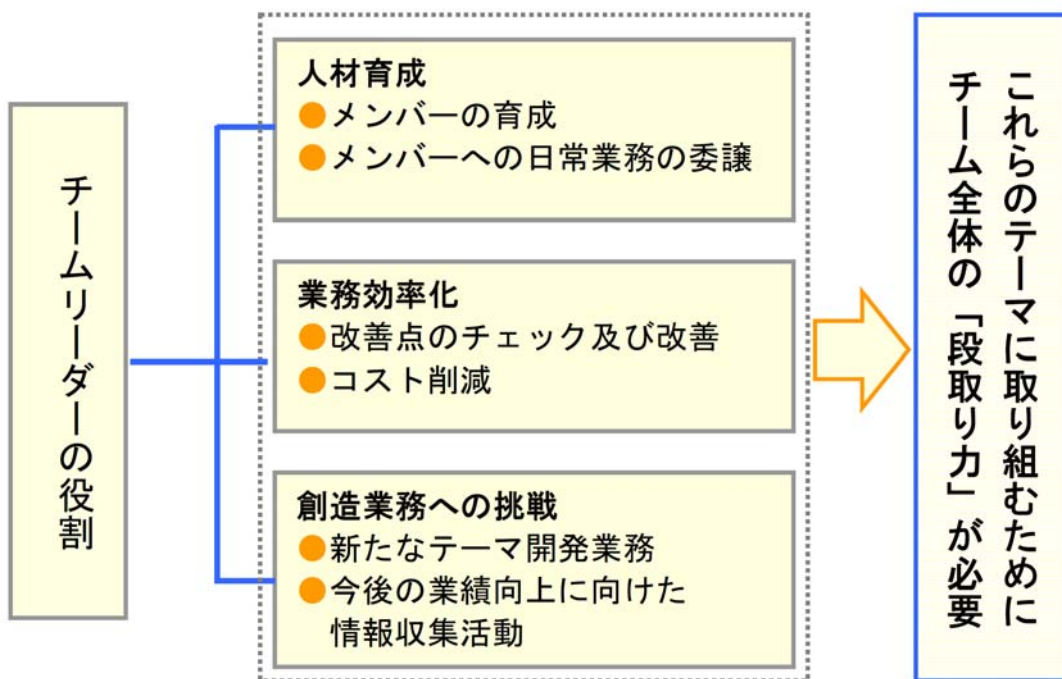 チームリーダーの役割
人材育成
●メンバーの育成
●メンバーへの日常業務の委譲
業務効率化
●改善点のチェック及び改善
●コスト削減
創造業務への挑戦
●新たなテーマ開発業務
●今後の業績向上に向けた
情報収集活動
これらのテーマに取り組むために
チーム全体の「段取り力」が必要